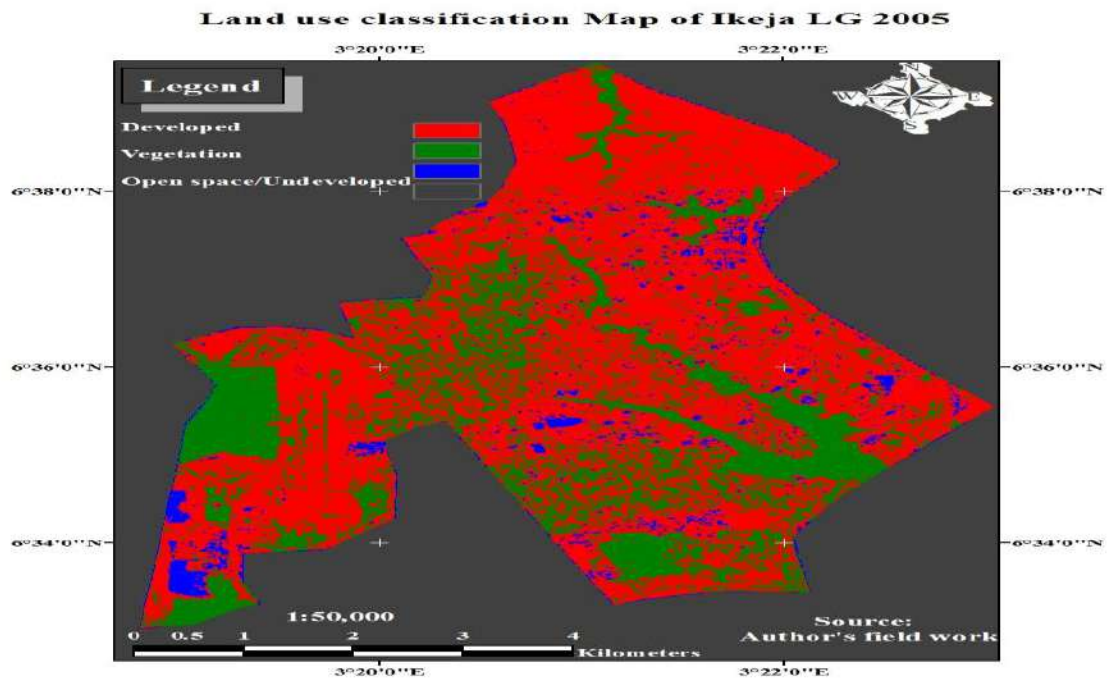 Land use classification Map of Ikeja LG 2005
3°20'0"E 3°22'0"E
Legend
N
W E
S
Developed
Vegetation
Open space/Undeveloped
6°38'0"N 6°38'0"N
6°36'0"N 6°36'0"N
6°34'0"N 6°34'0"N
1:50,000
0 0.5 1 2 3 4
Kilometers
Source:
Author's field work
3°20'0"E 3°22'0"E